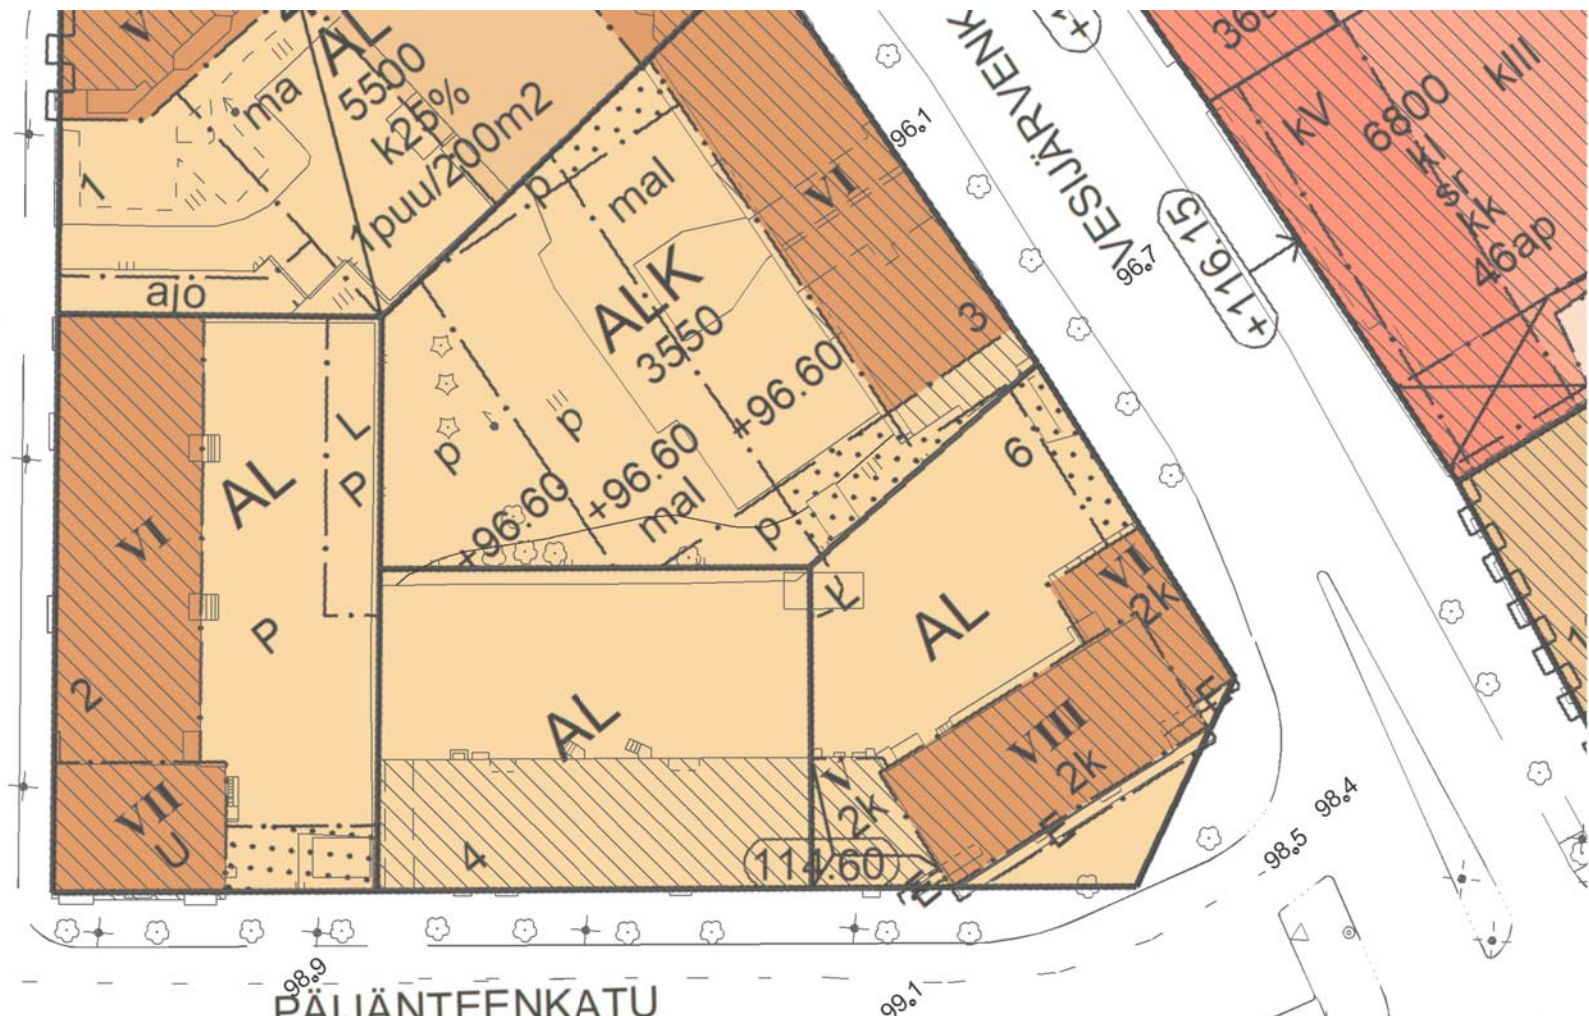 AL
5500
k25%
1puu/200m2
ma
1
ajo
VI
AL
L
P
P
2
VII
U
p
mal
ALK
3550
+96.60
+96.60
+96.60
p
p
mal
p
VI
3
96.1
VESIJÄRVENK
96.7
+116.15
kV
6800
kIII
46ap
6
AL
VI
2k
VIII
2k
AL
4
V
2k
114.60
98.4
98.5
98.9
99.1
PÄIJÄNTEENKATU